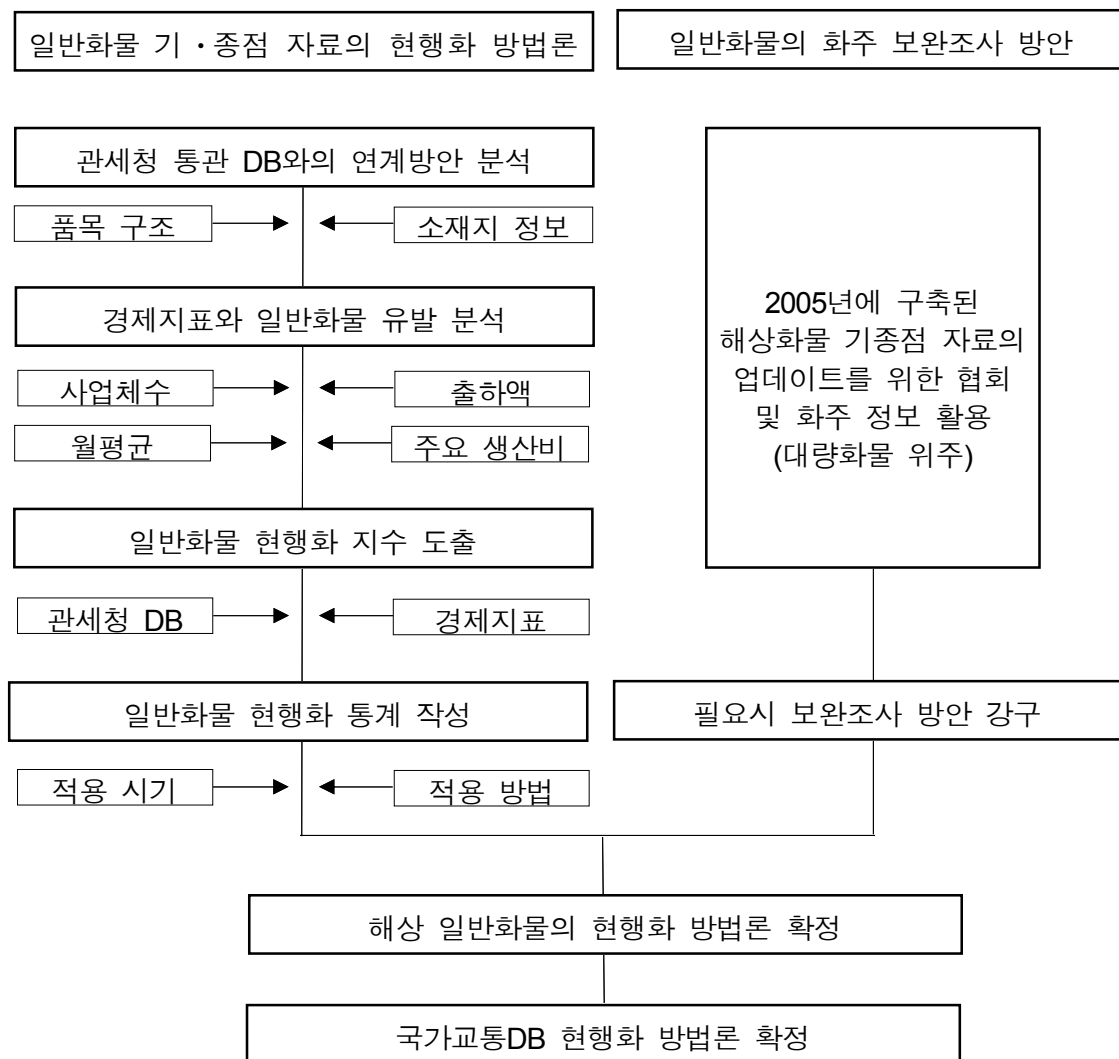 일반화물 기・종점 자료의 현행화 방법론
일반화물의 화주 보완조사 방안
관세청 통관 DB와의 연계방안 분석
품목 구조
소재지 정보
경제지표와 일반화물 유발 분석
사업체수
출하액
월평균
주요 생산비
일반화물 현행화 지수 도출
관세청 DB
경제지표
일반화물 현행화 통계 작성
적용 시기
적용 방법
2005년에 구축된
해상화물 기종점 자료의
업데이트를 위한 협회
및 화주 정보 활용
(대량화물 위주)
필요시 보완조사 방안 강구
해상 일반화물의 현행화 방법론 확정
국가교통DB 현행화 방법론 확정